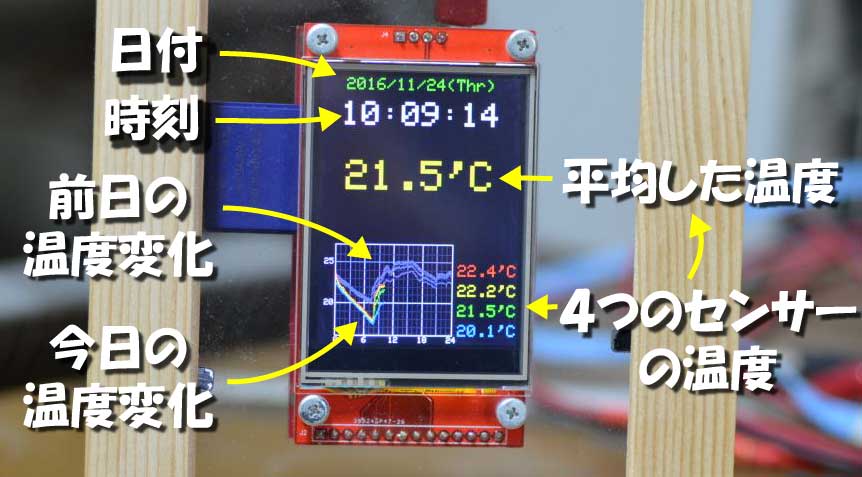 日付
時刻
前日の
温度変化
今日の
温度変化
2016/11/24(Thr)
10:09:14
21.5'C
25
20
6 12 18 24
22.4'C
22.2'C
21.5'C
20.1'C
平均した温度
4つのセンサー
の温度
J4
J2